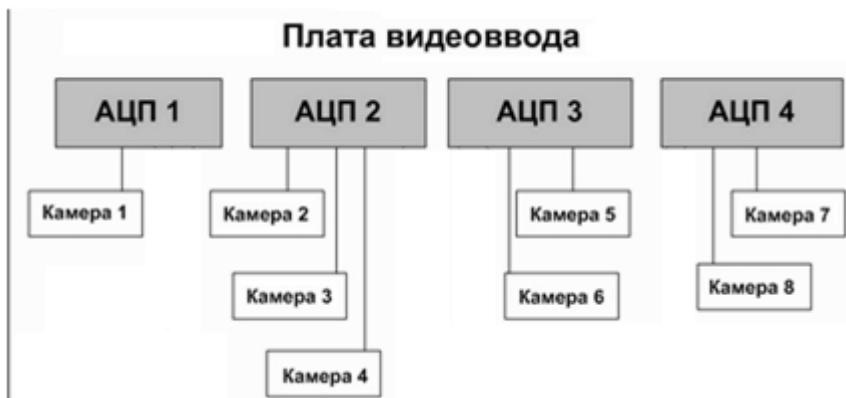 Плата видеоввода
АЦП 1
АЦП 2
АЦП 3
АЦП 4
Камера 1
Камера 2
Камера 5
Камера 7
Камера 3
Камера 6
Камера 8
Камера 4